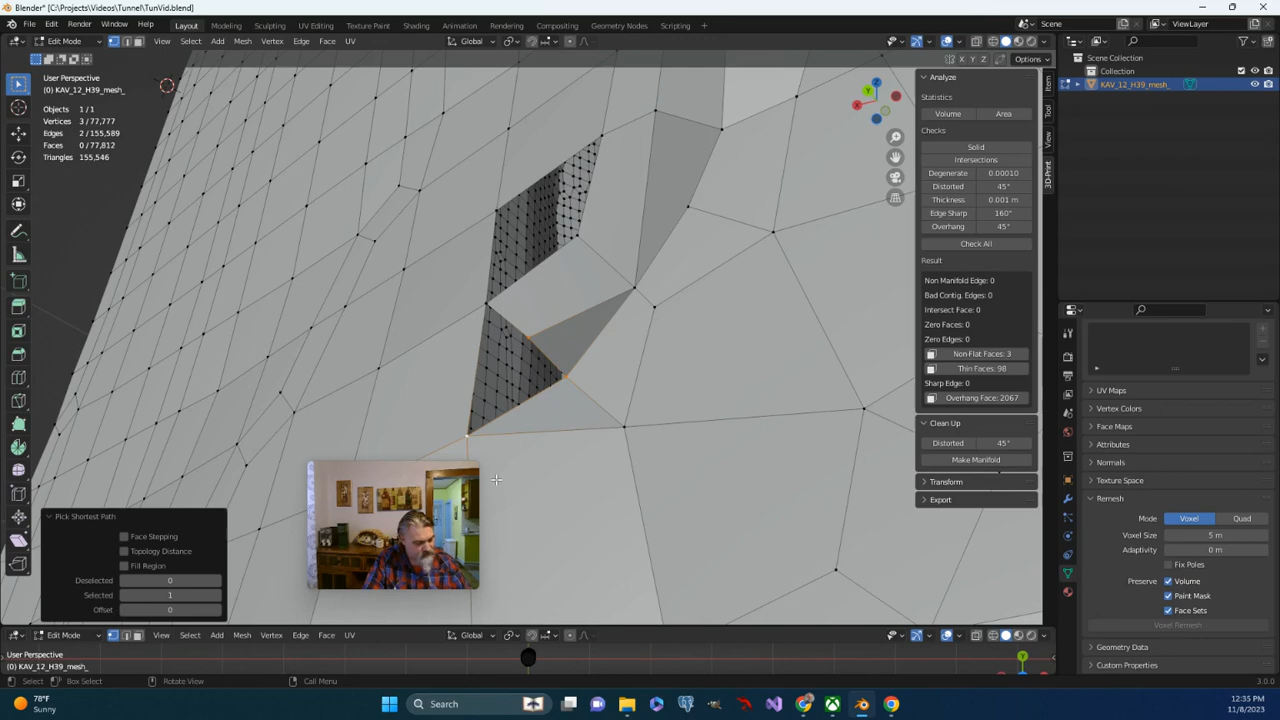 Blender* [C:\Projects\Videos\Tunnel\TunVid.blend]
File Edit Render Window Help Layout Modeling Sculpting UV Editing Texture Paint Shading Animation Rendering Compositing Geometry Nodes Scripting + Scene ViewLayer
Edit Mode View Select Add Mesh Vertex Edge Face UV Global
X Y Z Options
User Perspective
(0) KAV_12_H39_mesh_
Objects 1/1
Vertices 3 / 77,777
Edges 2 / 155,589
Faces 0 / 77,812
Triangles 155,546
Z
Y
X
Analyze
Statistics
Volume Area
Checks
Solid
Intersections
Degenerate 0.00010
Distorted 45°
Thickness 0.001 m
Edge Sharp 160°
Overhang 45°
Check All
Result
Non Manifold Edge: 0
Bad Contig. Edges: 0
Intersect Face: 0
Zero Faces: 0
Zero Edges: 0
Non Flat Faces: 3
Thin Faces: 98
Sharp Edge: 0
Overhang Face: 2067
Clean Up
Distorted 45°
Make Manifold
Transform
Export
Item
Tool
View
3D-Print
Scene Collection
Collection
KAV_12_H39_mesh_
UV Maps
Vertex Colors
Face Maps
Attributes
Normals
Texture Space
Remesh
Mode Voxel Quad
Voxel Size 5 m
Adaptivity 0 m
Fix Poles
Preserve Volume
Paint Mask
Face Sets
Voxel Remesh
Geometry Data
Custom Properties
Pick Shortest Path
Face Stepping
Topology Distance
Fill Region
Deselected 0
Selected 1
Offset 0
Edit Mode View Select Add Mesh Vertex Edge Face UV Global
User Perspective
(0) KAV_12_H39_mesh_
Y
Select Box Select Rotate View Call Menu 3.0.0
78°F
Sunny
Search
12:35 PM
11/8/2023